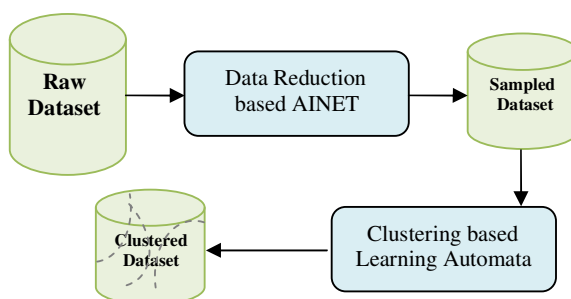 Raw
Dataset
Data Reduction
based AINET
Sampled
Dataset
Clustering based
Learning Automata
Clustered
Dataset